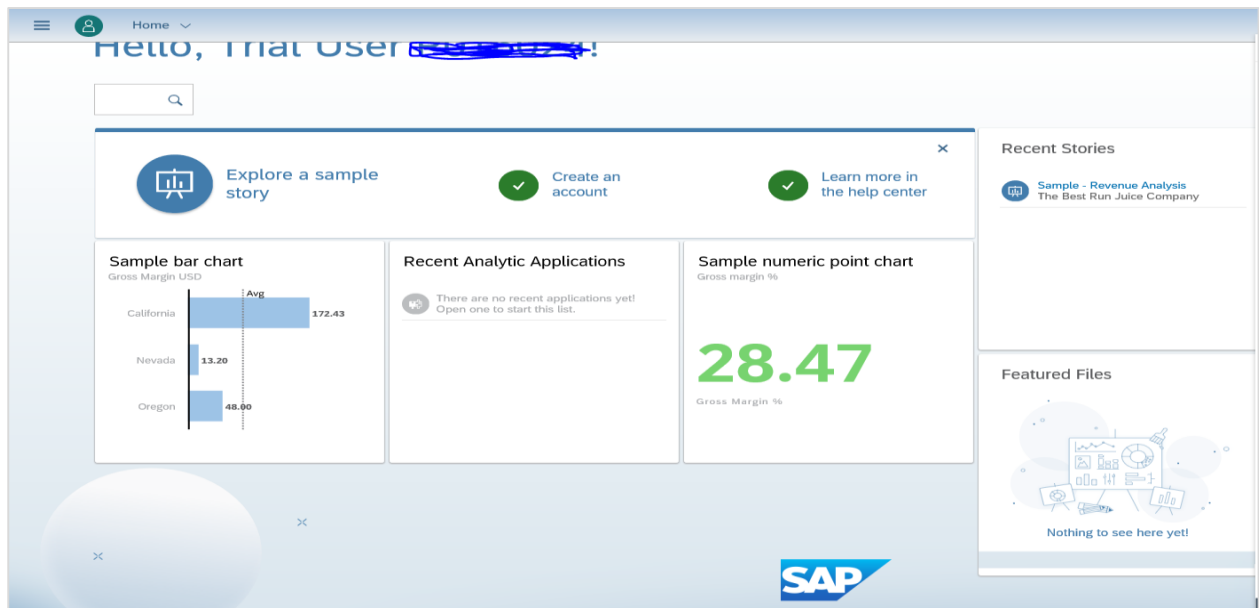 Home
Hello, Trial User !
Explore a sample
story
Create an
account
Learn more in
the help center
Recent Stories
Sample - Revenue Analysis
The Best Run Juice Company
Sample bar chart
Gross Margin USD
Avg
California
172.43
Nevada
13.20
Oregon
48.00
Recent Analytic Applications
There are no recent applications yet!
Open one to start this list.
Sample numeric point chart
Gross margin %
28.47
Gross Margin %
Featured Files
Nothing to see here yet!
SAP